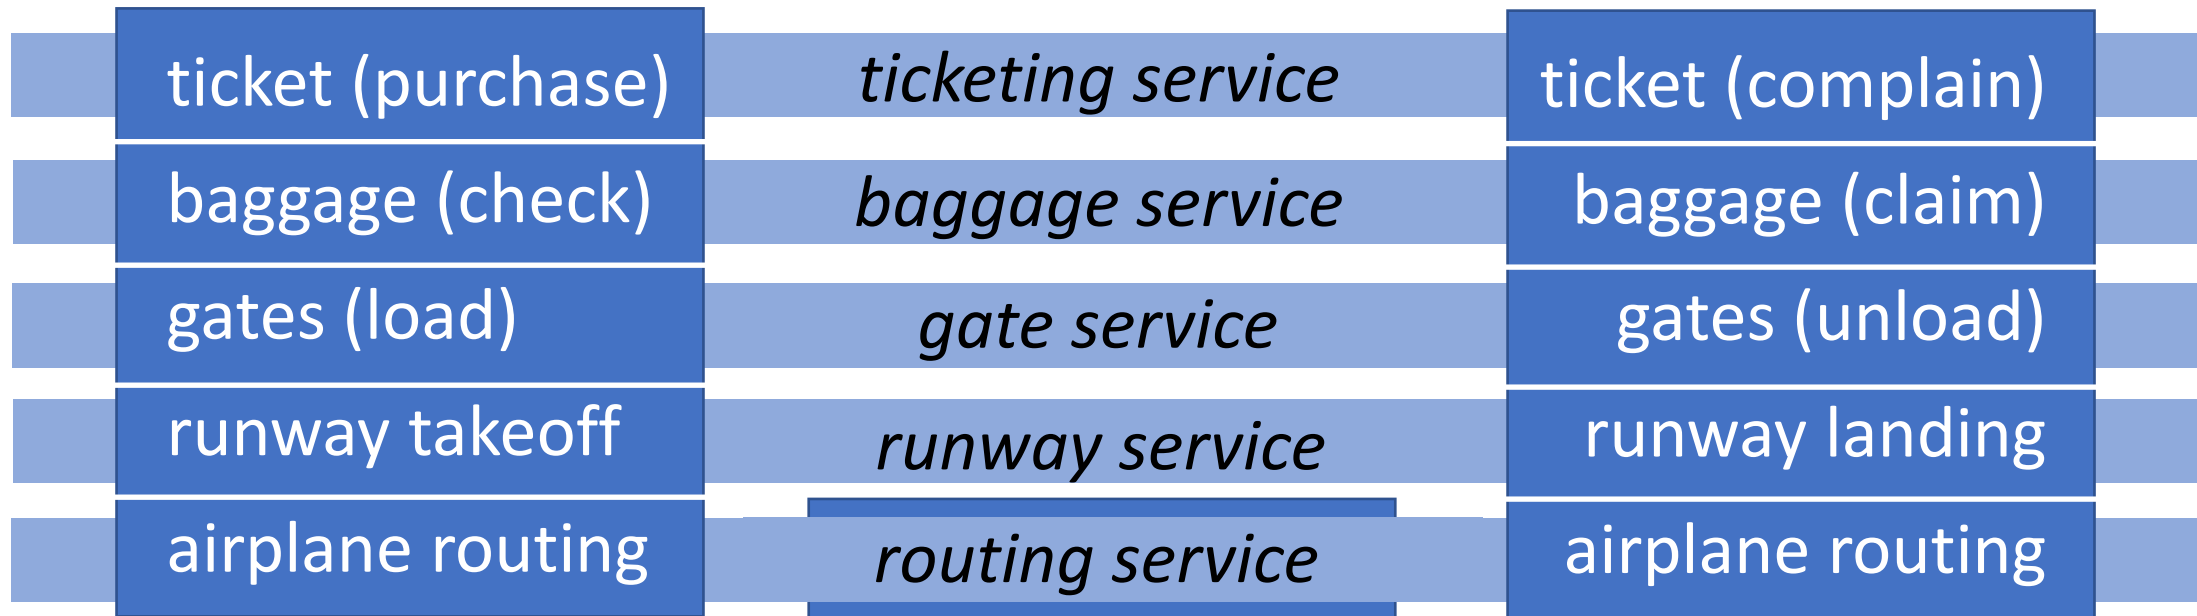 ticket (purchase) ticketing service ticket (complain)
baggage (check) baggage service baggage (claim)
gates (load) gate service gates (unload)
runway takeoff runway service runway landing
airplane routing routing service airplane routing